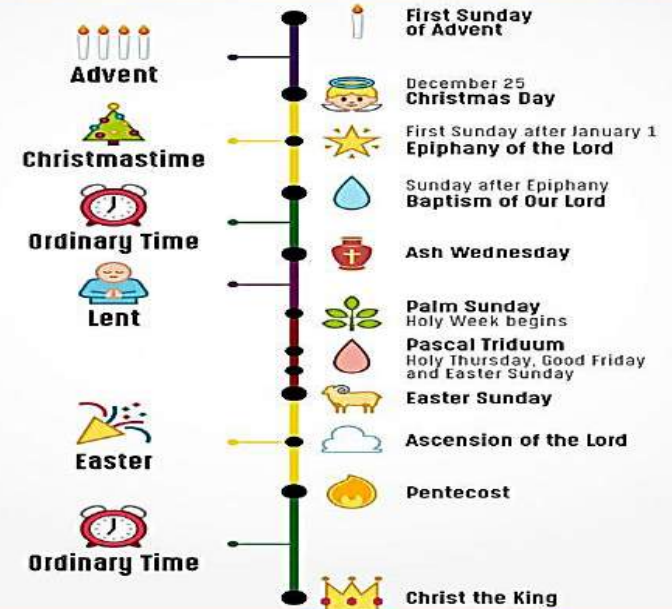 First Sunday
of Advent
Advent
December 25
Christmas Day
Christmastime
First Sunday after January 1
Epiphany of the Lord
Sunday after Epiphany
Baptism of Our Lord
Ordinary Time
Ash Wednesday
Lent
Palm Sunday
Holy Week begins
Pascal Triduum
Holy Thursday, Good Friday
and Easter Sunday
Easter Sunday
Easter
Ascension of the Lord
Pentecost
Ordinary Time
Christ the King